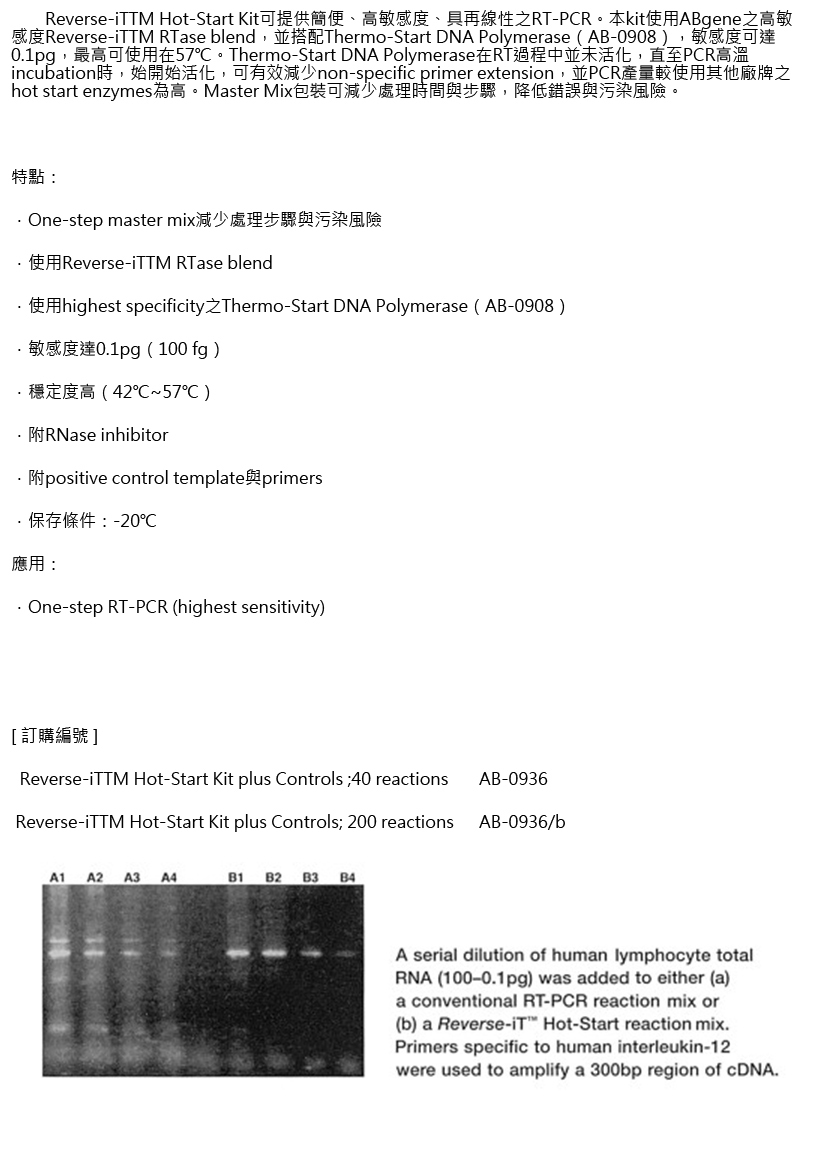 Reverse-iTTM Hot-Start Kit可提供簡便、高敏感度、具再線性之RT-PCR。本kit使用ABgene之高敏
感度Reverse-iTTM RTase blend，並搭配Thermo-Start DNA Polymerase（AB-0908），敏感度可達
0.1pg，最高可使用在57℃。Thermo-Start DNA Polymerase在RT過程中並未活化，直至PCR高溫
incubation時，始開始活化，可有效減少non-specific primer extension，並PCR產量較使用其他廠牌之
hot start enzymes為高。Master Mix包裝可減少處理時間與步驟，降低錯誤與污染風險。
特點：
．One-step master mix減少處理步驟與污染風險
．使用Reverse-iTTM RTase blend
．使用highest specificity之Thermo-Start DNA Polymerase（AB-0908）
．敏感度達0.1pg（100 fg）
．穩定度高（42℃~57℃）
．附RNase inhibitor
．附positive control template與primers
．保存條件：-20℃
應用：
．One-step RT-PCR (highest sensitivity)
[ 訂購編號 ]
Reverse-iTTM Hot-Start Kit plus Controls ;40 reactions AB-0936
Reverse-iTTM Hot-Start Kit plus Controls; 200 reactions AB-0936/b
A1 A2 A3 A4 B1 B2 B3 B4
A serial dilution of human lymphocyte total
RNA (100–0.1pg) was added to either (a)
a conventional RT-PCR reaction mix or
(b) a Reverse-iT™ Hot-Start reaction mix.
Primers specific to human interleukin-12
were used to amplify a 300bp region of cDNA.